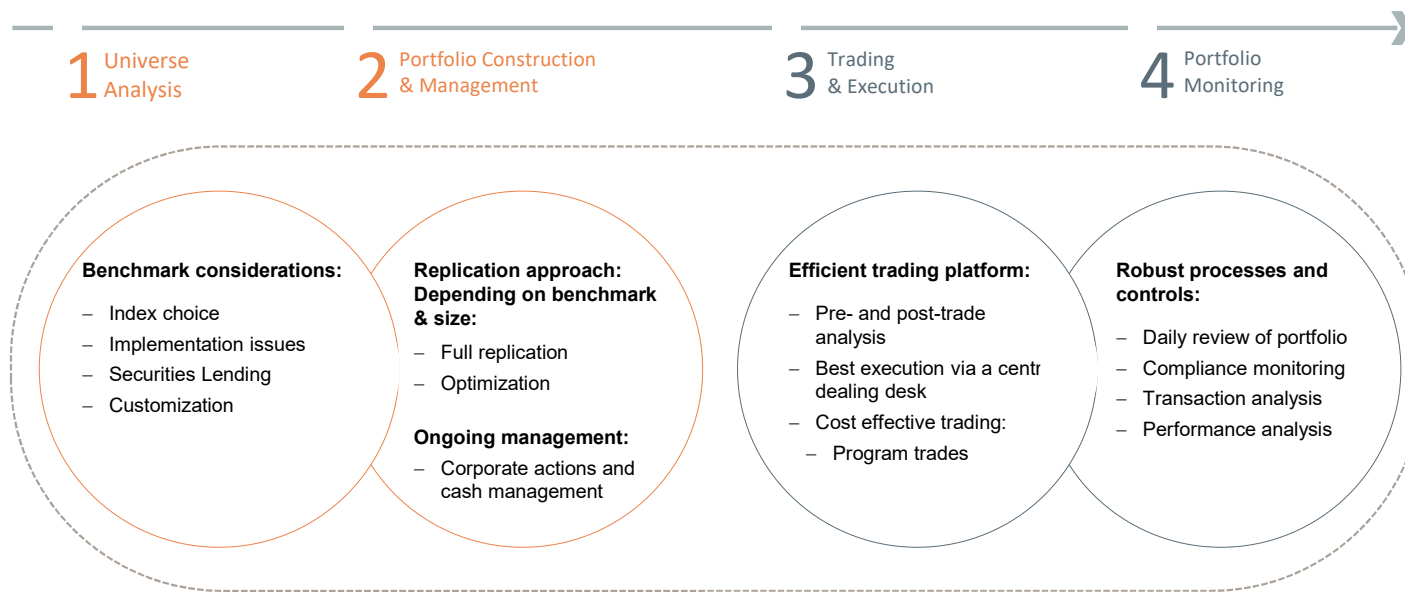 1 Universe
Analysis
2 Portfolio Construction
& Management
3 Trading
& Execution
4 Portfolio
Monitoring
Benchmark considerations:
– Index choice
– Implementation issues
– Securities Lending
– Customization
Replication approach:
Depending on benchmark
& size:
– Full replication
– Optimization
Ongoing management:
– Corporate actions and
cash management
Efficient trading platform:
– Pre- and post-trade
analysis
– Best execution via a centr
dealing desk
– Cost effective trading:
– Program trades
Robust processes and
controls:
– Daily review of portfolio
– Compliance monitoring
– Transaction analysis
– Performance analysis